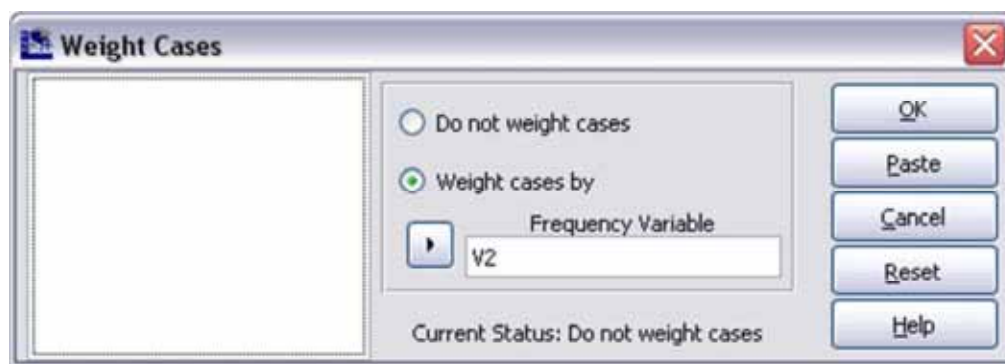 Weight Cases
Do not weight cases
Weight cases by
Frequency Variable
V2
Current Status: Do not weight cases
OK
Paste
Cancel
Reset
Help